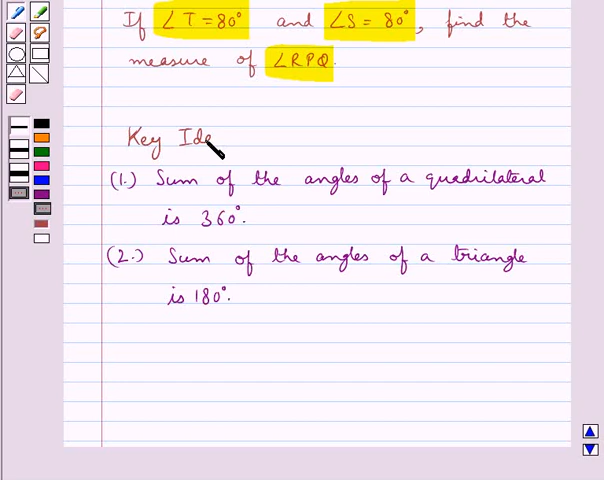 If ∠T = 80° and ∠S = 80°, find the
measure of ∠RPQ.
Key Ide
(1.) Sum of the angles of a quadrilateral
is 360°.
(2.) Sum of the angles of a triangle
is 180°.